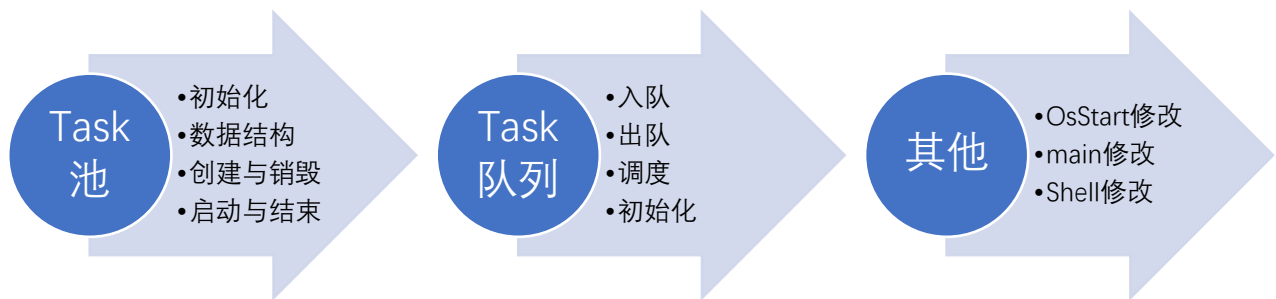 Task
池
•初始化
•数据结构
•创建与销毁
•启动与结束
Task
队列
•入队
•出队
•调度
•初始化
其他
•OsStart修改
•main修改
•Shell修改